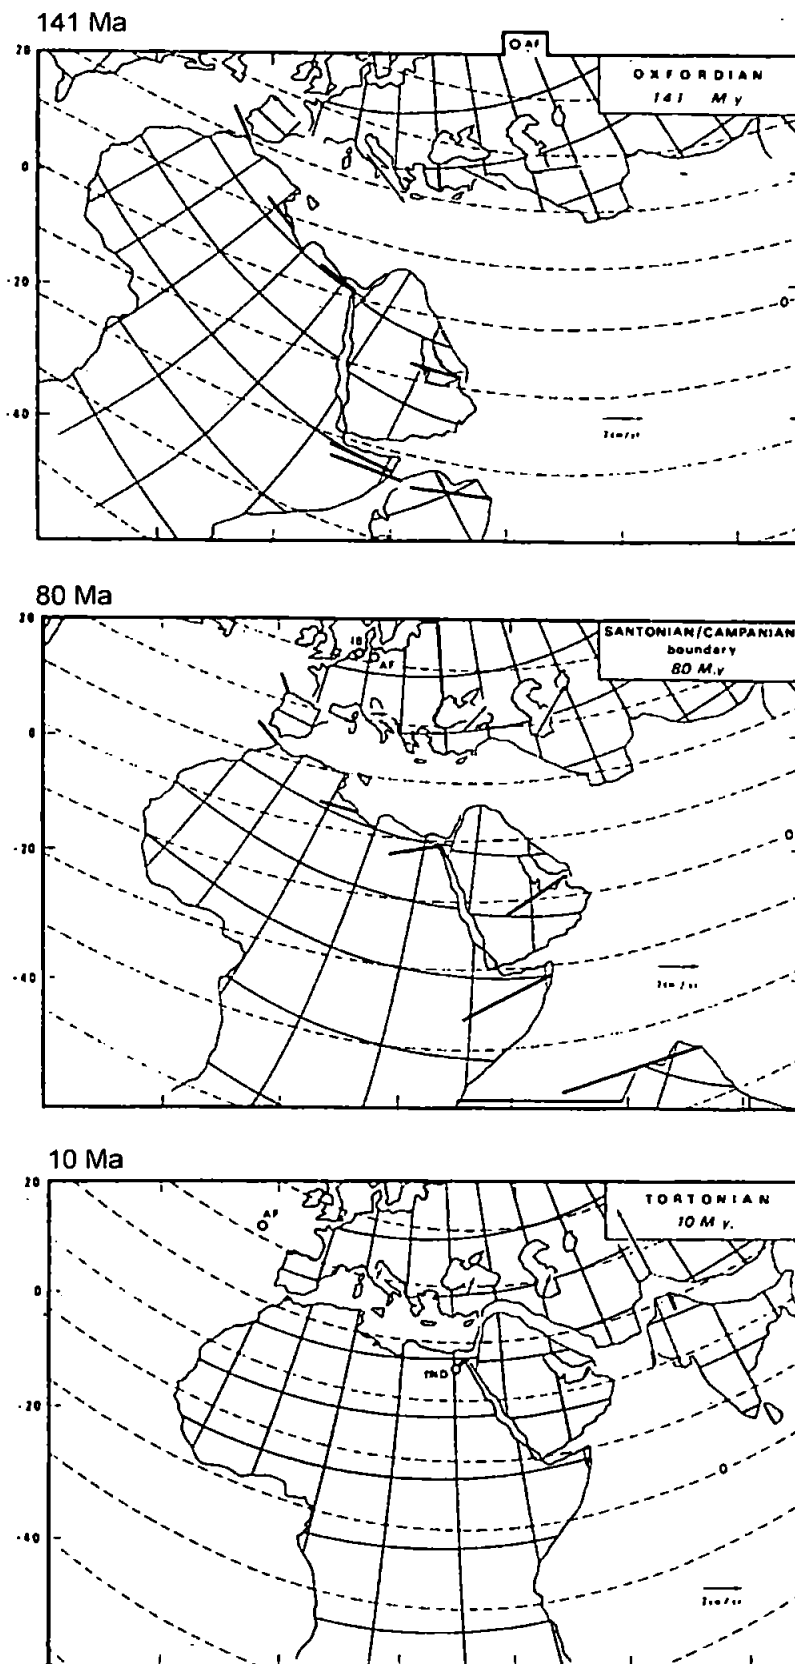 141 Ma
20
AF
OXFORDIAN
141 My
0
-20
0
-40
80 Ma
20
IB
AF
SANTONIAN/CAMPANIAN
boundary
80 M.y
0
0
-20
-40
10 Ma
20
AF
TORTONIAN
10 M y.
0
IND
-20
0
-40